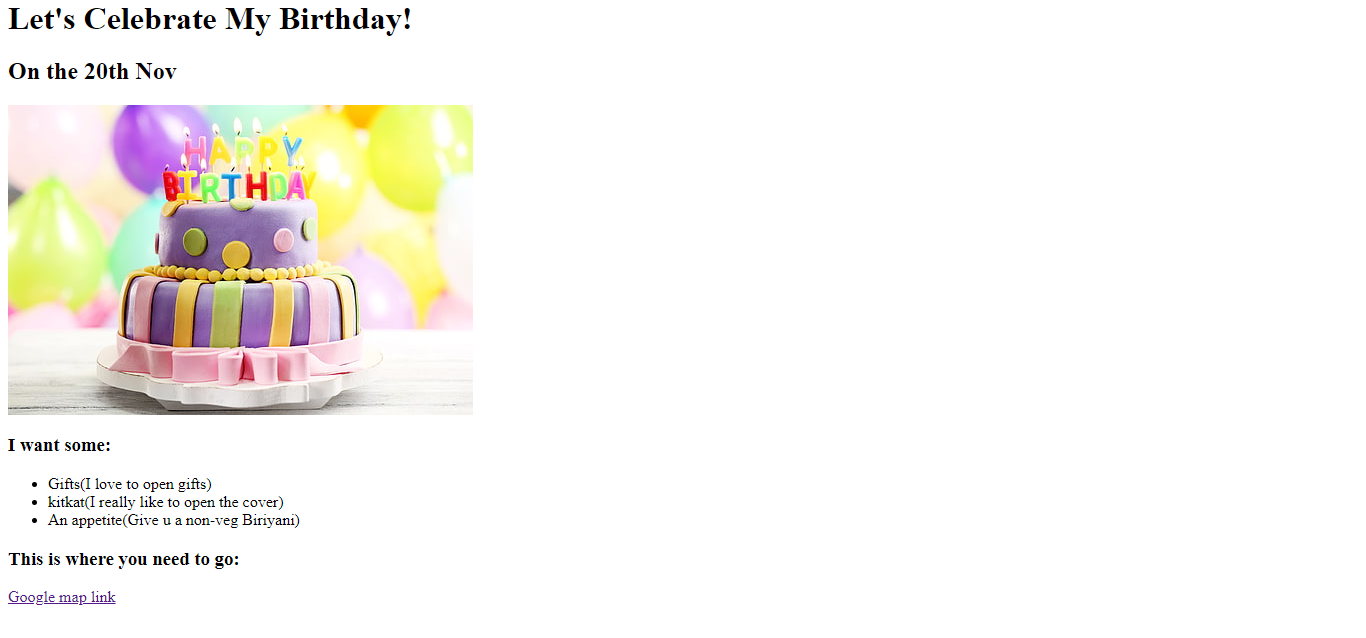 Let's Celebrate My Birthday!
On the 20th Nov
HAPPY
BIRTHDAY
I want some:
Gifts(I love to open gifts)
kitkat(I really like to open the cover)
An appetite(Give u a non-veg Biriyani)
This is where you need to go:
Google map link